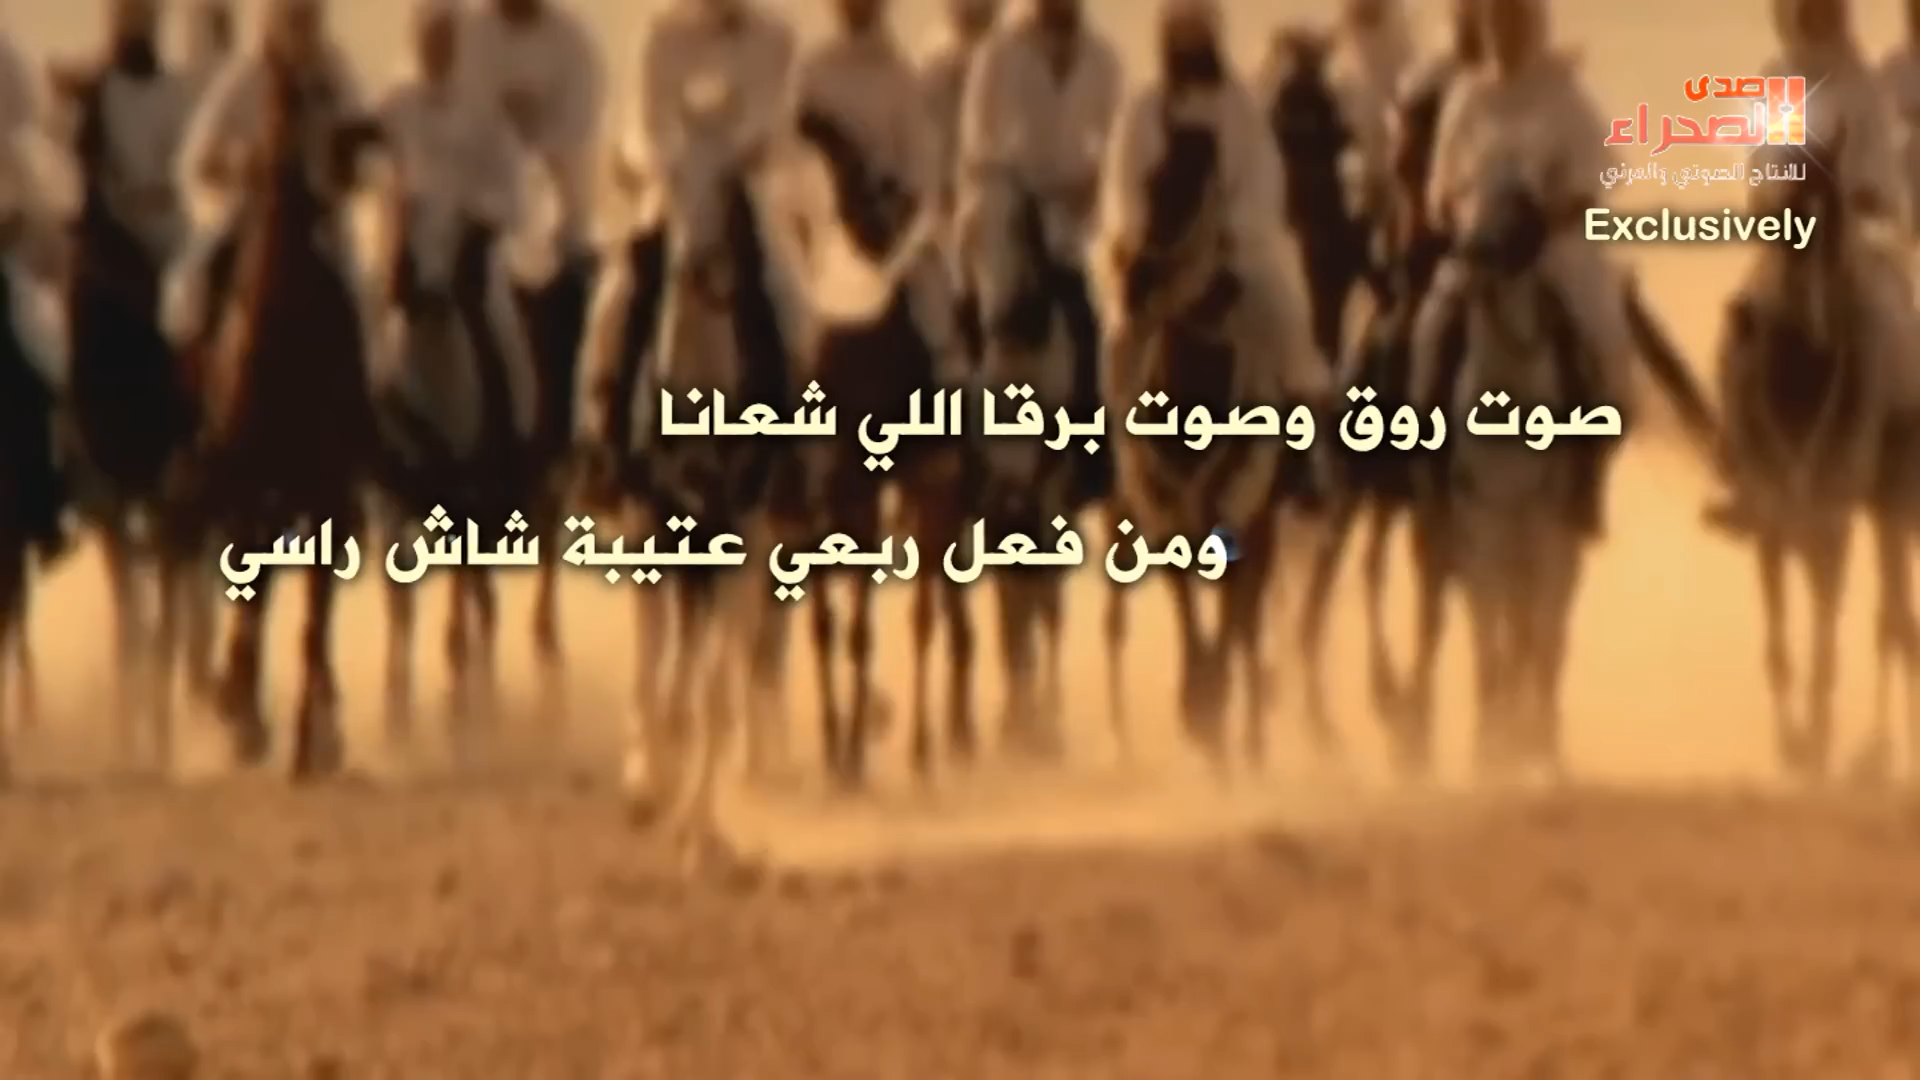 صدى
الصحراء
للانتاج الصوتي والمرئي
Exclusively
صوت روق وصوت برقا اللي شعانا
ومن فعل ربعي عتيبة شاش راسي